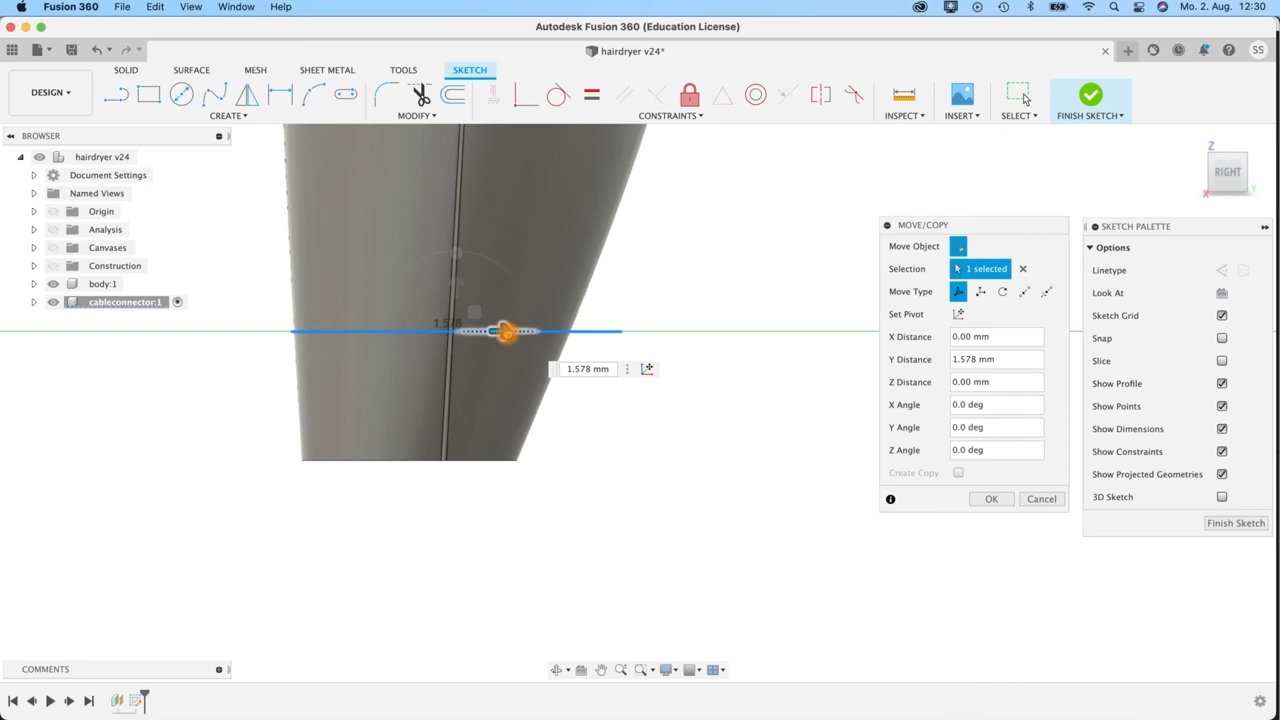 Fusion 360 File Edit View Window Help Mo. 2. Aug. 12:30
Autodesk Fusion 360 (Education License)
hairdryer v24* SS
SOLID SURFACE MESH SHEET METAL TOOLS SKETCH
DESIGN
CREATE MODIFY CONSTRAINTS INSPECT INSERT SELECT FINISH SKETCH
BROWSER
hairdryer v24
Document Settings
Named Views
Origin
Analysis
Canvases
Construction
body:1
cableconnector:1
Z
RIGHT
X Y
1.578
1.578 mm
MOVE/COPY
Move Object
Selection 1 selected
Move Type
Set Pivot
X Distance 0.00 mm
Y Distance 1.578 mm
Z Distance 0.00 mm
X Angle 0.0 deg
Y Angle 0.0 deg
Z Angle 0.0 deg
Create Copy
OK Cancel
SKETCH PALETTE
Options
Linetype
Look At
Sketch Grid
Snap
Slice
Show Profile
Show Points
Show Dimensions
Show Constraints
Show Projected Geometries
3D Sketch
Finish Sketch
COMMENTS